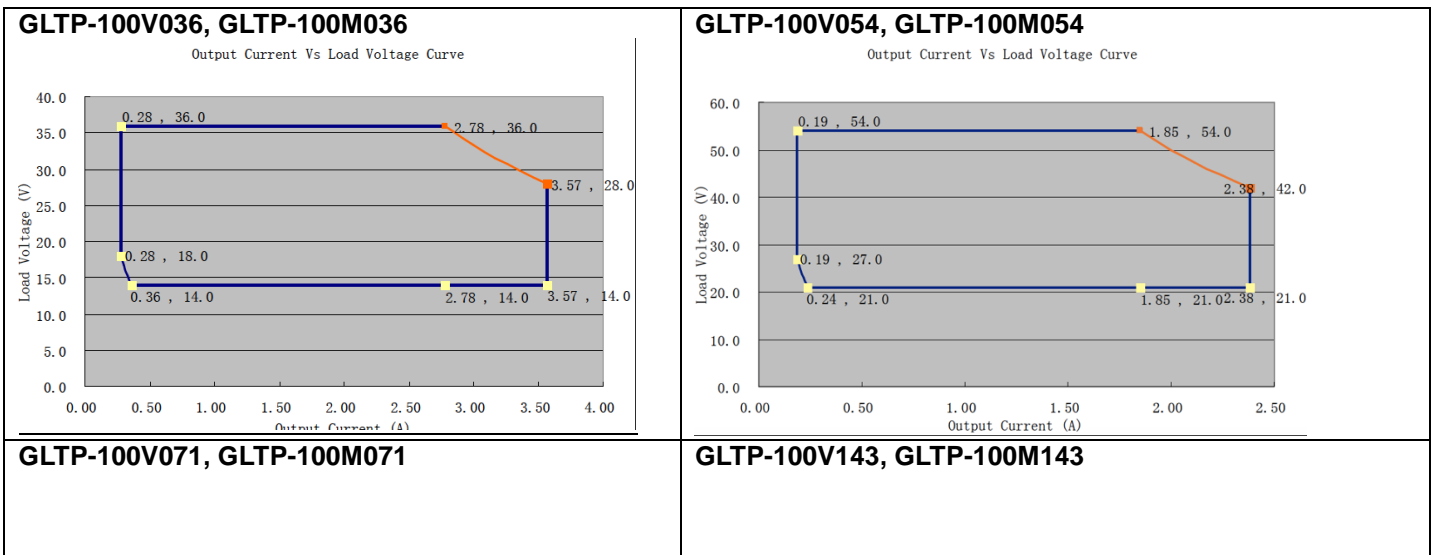 GLTP-100V036, GLTP-100M036
Output Current Vs Load Voltage Curve
40.0
35.0
30.0
25.0
20.0
15.0
10.0
5.0
0.0
Load Voltage (V)
0.28 , 36.0
2.78 , 36.0
3.57 , 28.0
0.28 , 18.0
0.36 , 14.0
2.78 , 14.0
3.57 , 14.0
0.00 0.50 1.00 1.50 2.00 2.50 3.00 3.50 4.00
Output Current (A)
GLTP-100V054, GLTP-100M054
Output Current Vs Load Voltage Curve
60.0
50.0
40.0
30.0
20.0
10.0
0.0
Load Voltage (V)
0.19 , 54.0
1.85 , 54.0
2.38 , 42.0
0.19 , 27.0
0.24 , 21.0
1.85 , 21.0
2.38 , 21.0
0.00 0.50 1.00 1.50 2.00 2.50
Output Current (A)
GLTP-100V071, GLTP-100M071
GLTP-100V143, GLTP-100M143